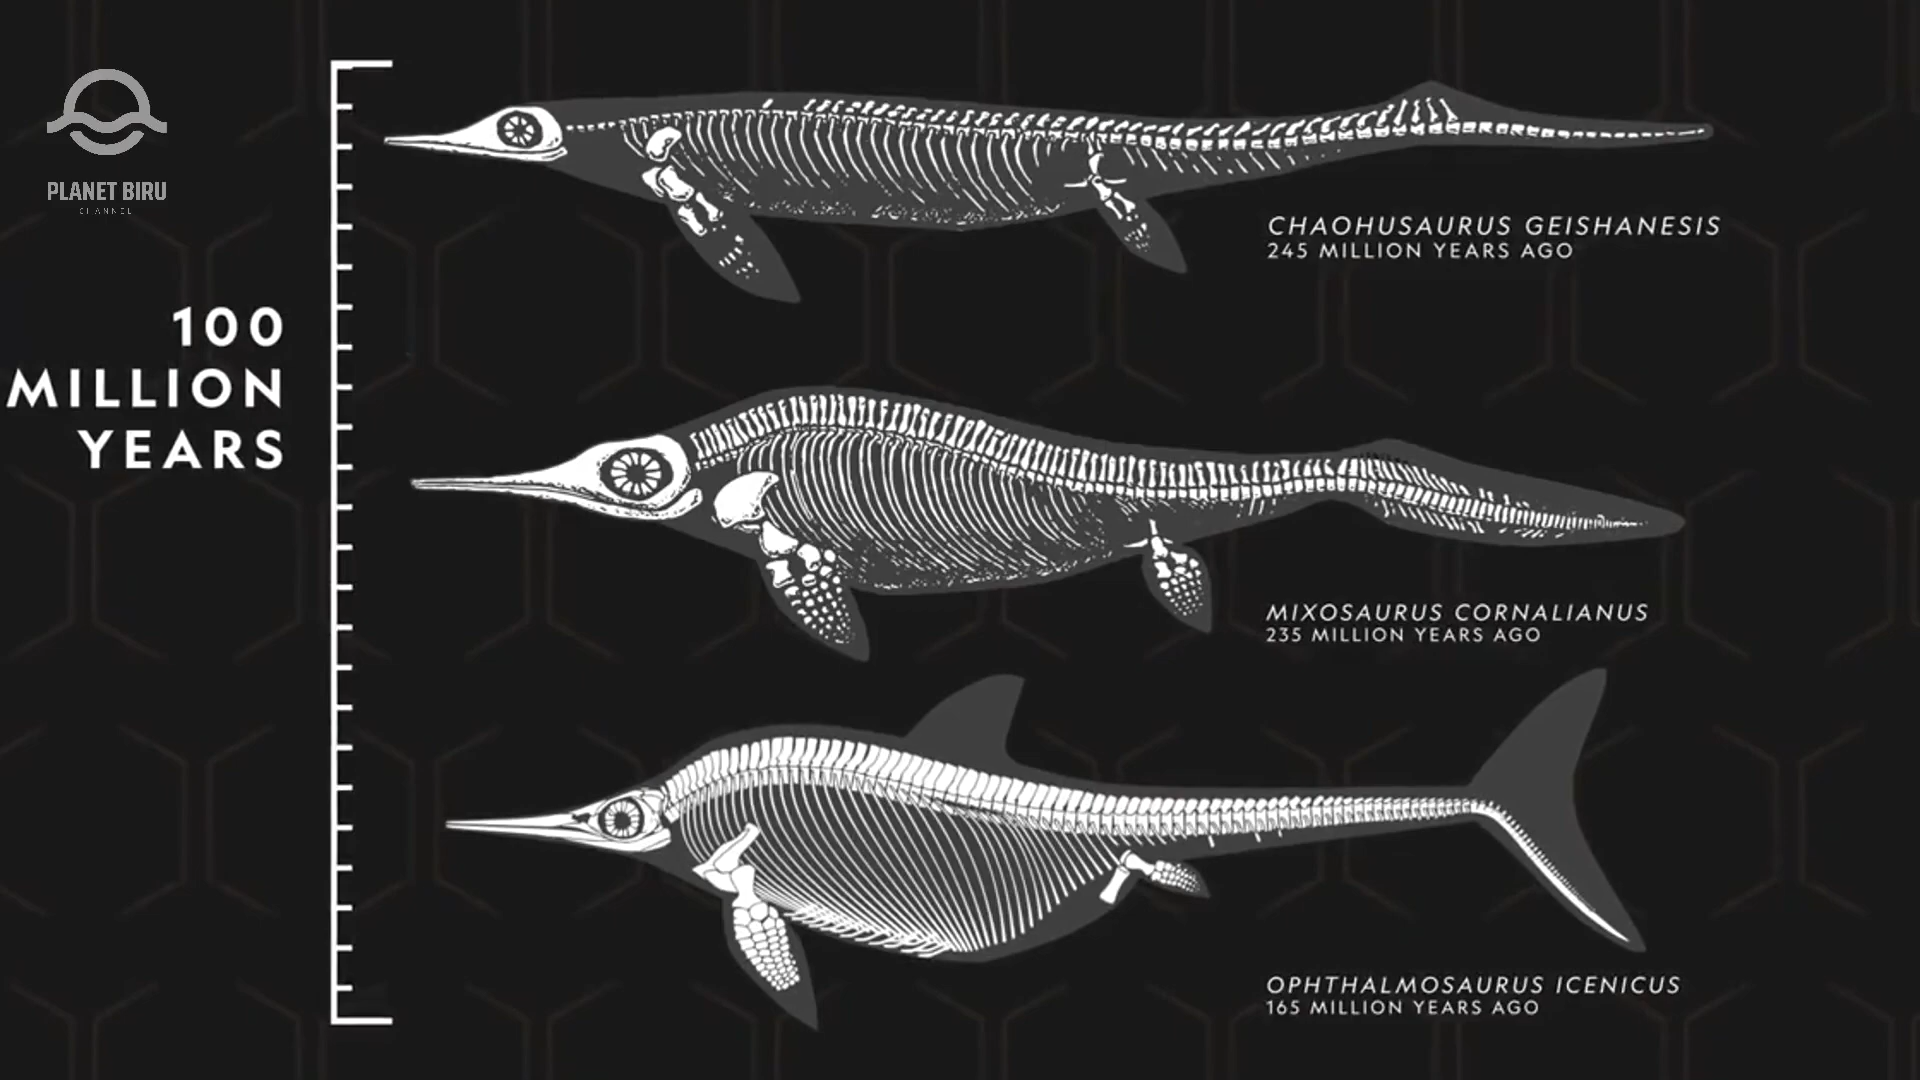 PLANET BIRU
CHANNEL
100
MILLION
YEARS
CHAOHUSAURUS GEISHANESIS
245 MILLION YEARS AGO
MIXOSAURUS CORNALIANUS
235 MILLION YEARS AGO
OPHTHALMOSAURUS ICENICUS
165 MILLION YEARS AGO